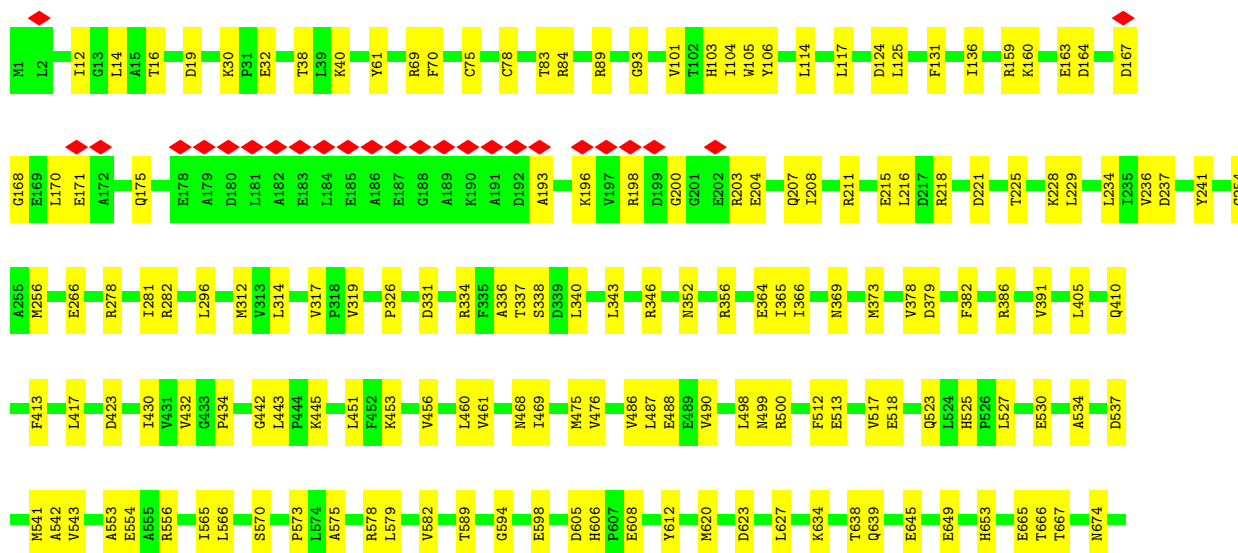 M1 L2 I12 G13 L14 A15 T16 D19 K30 P31 E32 T38 L39 K40 Y61 R69 F70 C75 C78 T83 R84 R89 G93 V101 T102 H103 I104 W105 Y106 L114 L117 D124 L125 F131 I136 R159 K160 E163 D164 D167
G168 E169 L170 E171 A172 Q175 E178 A179 D180 L181 A182 E183 L184 E185 A186 E187 G188 A189 K190 A191 D192 A193 K196 V197 R198 D199 G200 G201 E202 R203 E204 Q207 I208 R211 E215 L216 D217 R218 D221 T225 K228 L229 L234 I235 V236 D237 Y241
A255 M256 E266 R278 I281 R282 L296 M312 V313 L314 V317 P318 V319 P326 D331 R334 F335 A336 T337 S338 D339 L340 L343 R346 N352 R356 E364 I365 I366 N369 M373 V378 D379 F382 R386 V391 L405 Q410
F413 L417 D423 I430 V431 V432 G433 P434 G442 L443 P444 K445 L451 F452 K453 V456 L460 V461 N468 I469 M475 V476 V486 L487 E488 E489 V490 L498 N499 R500 F512 E513 V517 E518 Q523 L524 H525 P526 L527 E530 A534 D537
M541 A542 V543 A553 E554 A555 R556 I565 L566 S570 P573 L574 A575 R578 L579 V582 T589 G594 E598 D605 H606 P607 E608 Y612 M620 D623 L627 K634 T638 Q639 E645 E649 H653 E665 T666 T667 N674